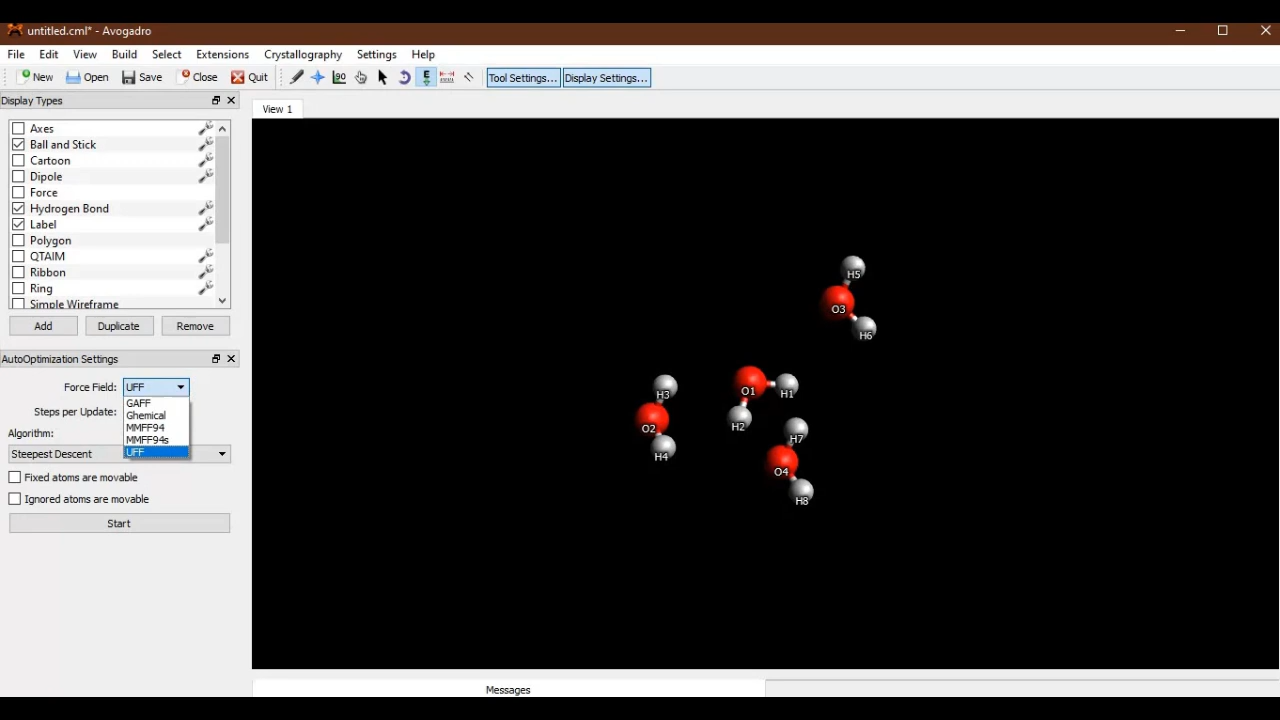 untitled.cml* - Avogadro
File Edit View Build Select Extensions Crystallography Settings Help
New Open Save Close Quit Tool Settings... Display Settings...
Display Types
View 1
Axes
Ball and Stick
Cartoon
Dipole
Force
Hydrogen Bond
Label
Polygon
QTAIM
Ribbon
Ring
Simple Wireframe
Add Duplicate Remove
AutoOptimization Settings
Force Field: UFF
GAFF
Ghemical
MMFF94
MMFF94s
UFF
Steps per Update:
Algorithm:
Steepest Descent
Fixed atoms are movable
Ignored atoms are movable
Start
H5
O3
H6
H3
O1 H1
O2
H2
H7
H4
O4
H8
Messages